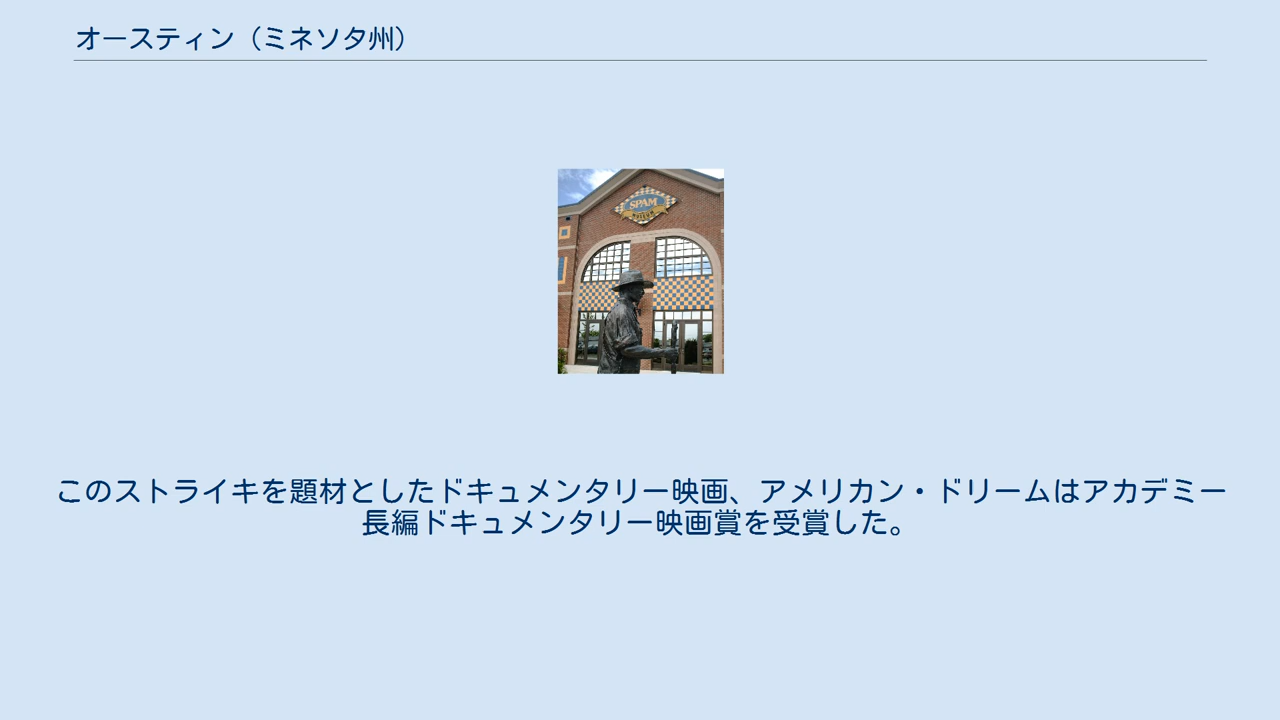 オースティン（ミネソタ州）
SPAM
MUSEUM
このストライキを題材としたドキュメンタリー映画、アメリカン・ドリームはアカデミー
長編ドキュメンタリー映画賞を受賞した。